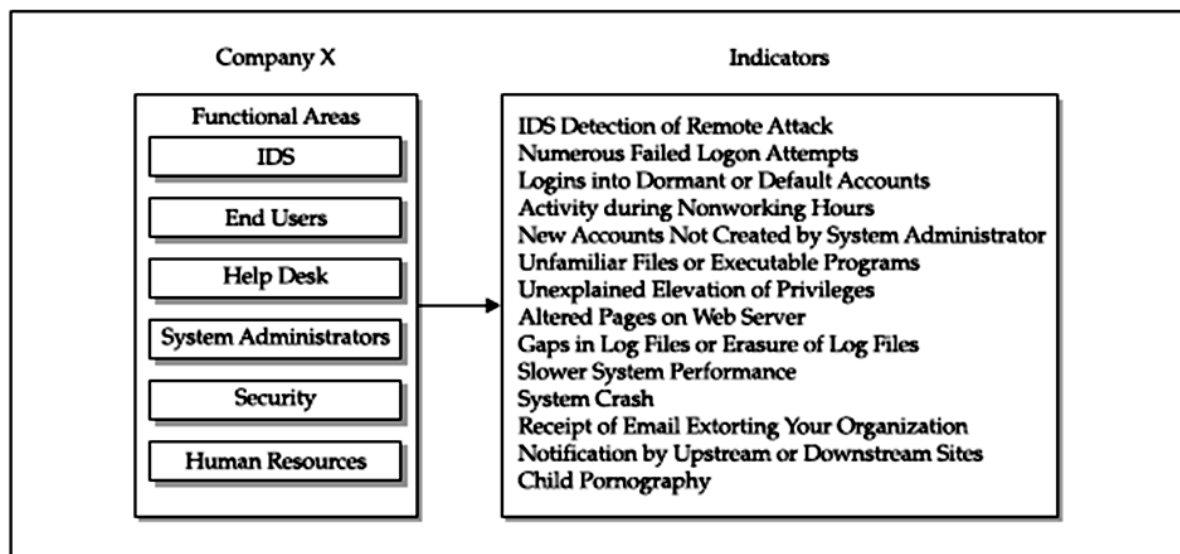 Company X
Functional Areas
IDS
End Users
Help Desk
System Administrators
Security
Human Resources
Indicators
IDS Detection of Remote Attack
Numerous Failed Logon Attempts
Logins into Dormant or Default Accounts
Activity during Nonworking Hours
New Accounts Not Created by System Administrator
Unfamiliar Files or Executable Programs
Unexplained Elevation of Privileges
Altered Pages on Web Server
Gaps in Log Files or Erasure of Log Files
Slower System Performance
System Crash
Receipt of Email Extorting Your Organization
Notification by Upstream or Downstream Sites
Child Pornography